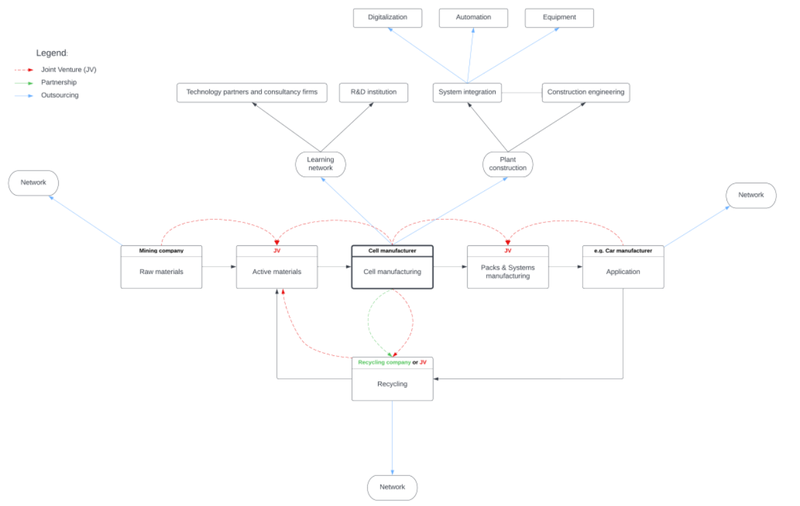 Digitalization
Automation
Equipment
Legend:
Joint Venture (JV)
Partnership
Outsourcing
Technology partners and consultancy firms
R&D institution
System integration
Construction engineering
Learning
network
Plant
construction
Network
Network
Mining company
Raw materials
JV
Active materials
Cell manufacturer
Cell manufacturing
JV
Packs & Systems
manufacturing
e.g. Car manufacturer
Application
Recycling company or JV
Recycling
Network